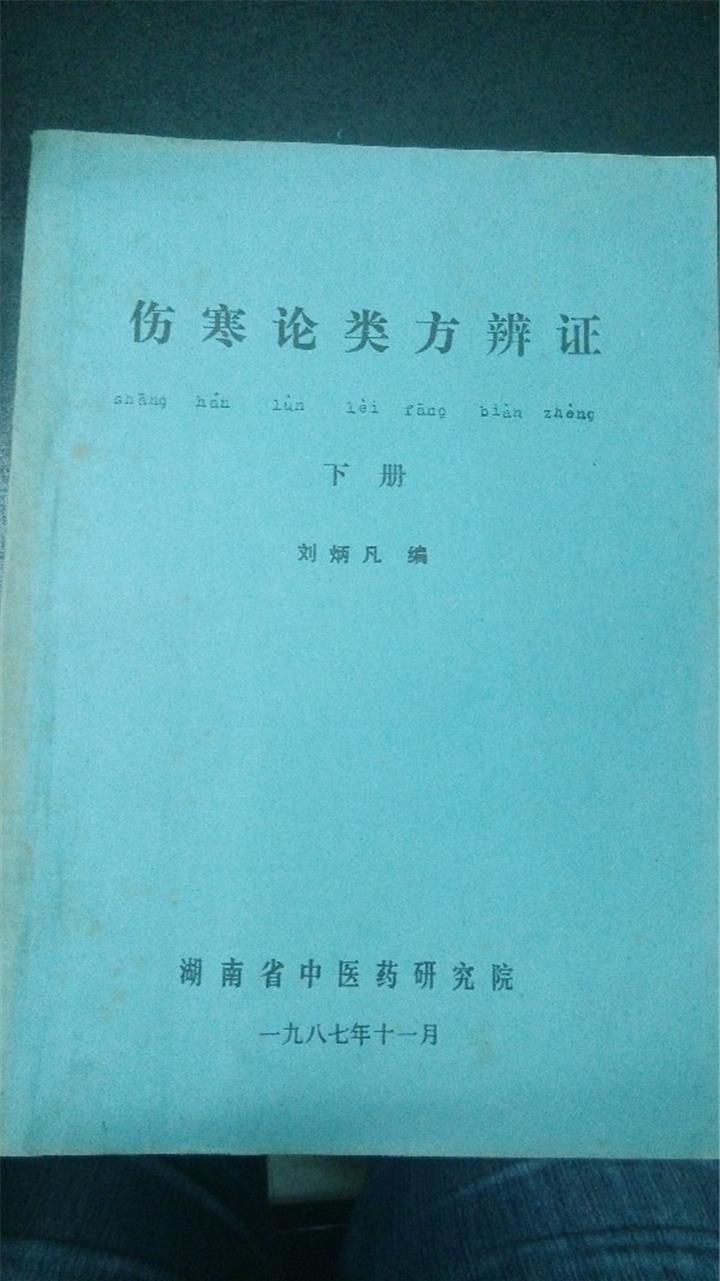 伤寒论类方辨证
shāng hán lùn lèi fāng biàn zhèng
下册
刘炳凡 编
湖南省中医药研究院
一九八七年十一月